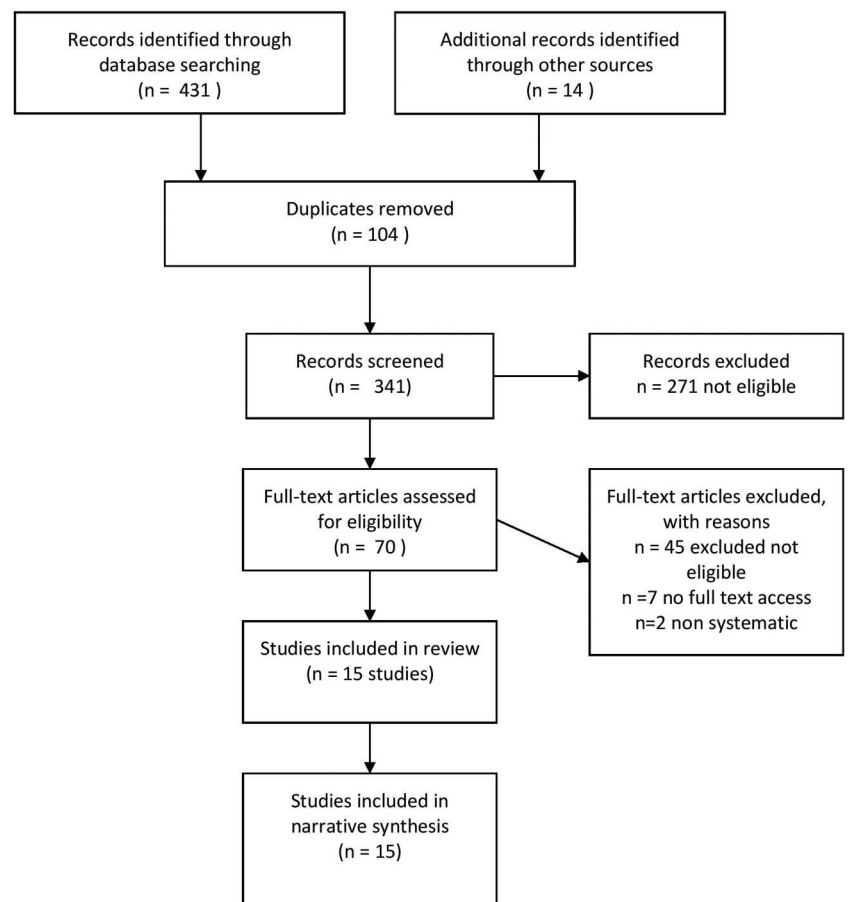 Records identified through
database searching
(n =  431 )
Additional records identified
through other sources
(n = 14 )
Duplicates removed
(n = 104 )
Records screened
(n =  341)
Records excluded
n = 271 not eligible
Full-text articles assessed
for eligibility
(n =  70 )
Full-text articles excluded,
with reasons
n = 45 excluded not
eligible
n =7 no full text access
n=2 non systematic
Studies included in review
(n = 15 studies)
Studies included in
narrative synthesis
(n = 15)